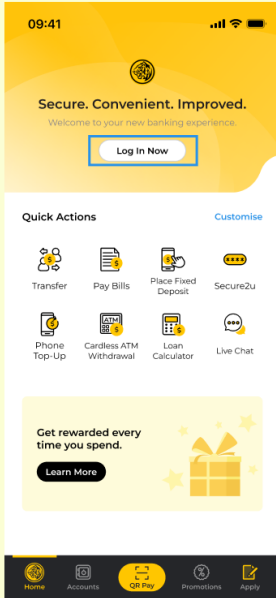 09:41
Secure. Convenient. Improved.
Welcome to your new banking experience.
Log In Now
Quick Actions
Customise
Transfer
Pay Bills
Place Fixed
Deposit
Secure2u
Phone
Top-Up
ATM
Cardless ATM
Withdrawal
Loan
Calculator
Live Chat
Get rewarded every
time you spend.
Learn More
Home
Accounts
QR Pay
Promotions
Apply